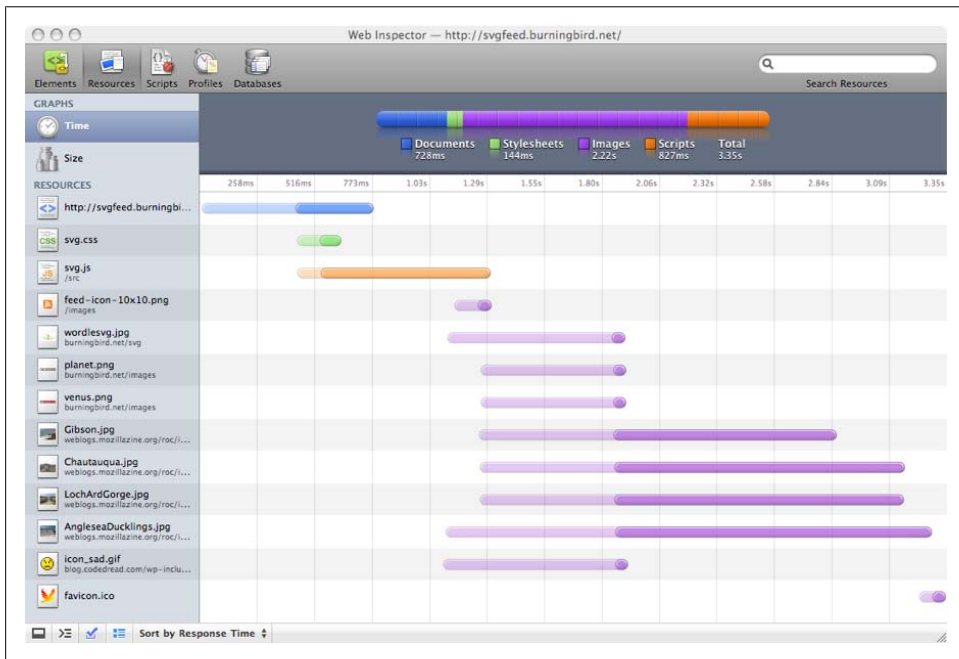 Web Inspector — http://svgfeed.burningbird.net/
Elements Resources Scripts Profiles Databases
Search Resources
GRAPHS
Time
Size
Documents
728ms
Stylesheets
144ms
Images
2.22s
Scripts
827ms
Total
3.35s
RESOURCES
258ms 516ms 773ms 1.03s 1.29s 1.55s 1.80s 2.06s 2.32s 2.58s 2.84s 3.09s 3.35s
http://svgfeed.burningbi...
CSS
svg.css
JS
svg.js
/src
feed-icon-10x10.png
/images
wordlesvg.jpg
burningbird.net/svg
planet.png
burningbird.net/images
venus.png
burningbird.net/images
Gibson.jpg
weblogs.mozillazine.org/roc/i...
Chautauqua.jpg
weblogs.mozillazine.org/roc/i...
LochArdGorge.jpg
weblogs.mozillazine.org/roc/i...
AngleseaDucklings.jpg
weblogs.mozillazine.org/roc/i...
icon_sad.gif
blog.codedread.com/wp-inclu...
favicon.ico
Sort by Response Time